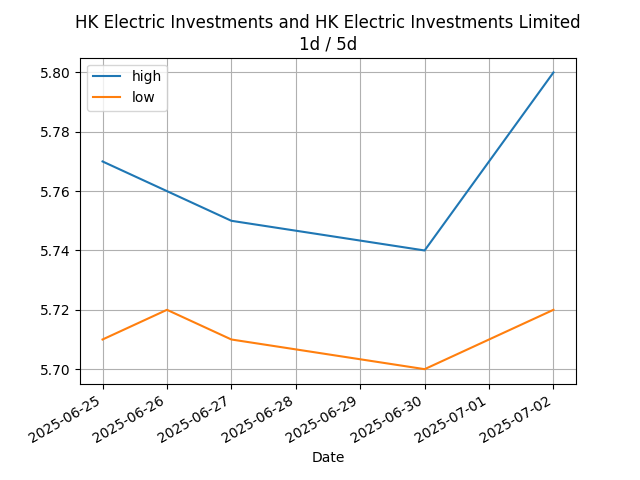 HK Electric Investments and HK Electric Investments Limited
1d / 5d
high
low
5.80
5.78
5.76
5.74
5.72
5.70
2025-06-25
2025-06-26
2025-06-27
2025-06-28
2025-06-29
2025-06-30
2025-07-01
2025-07-02
Date